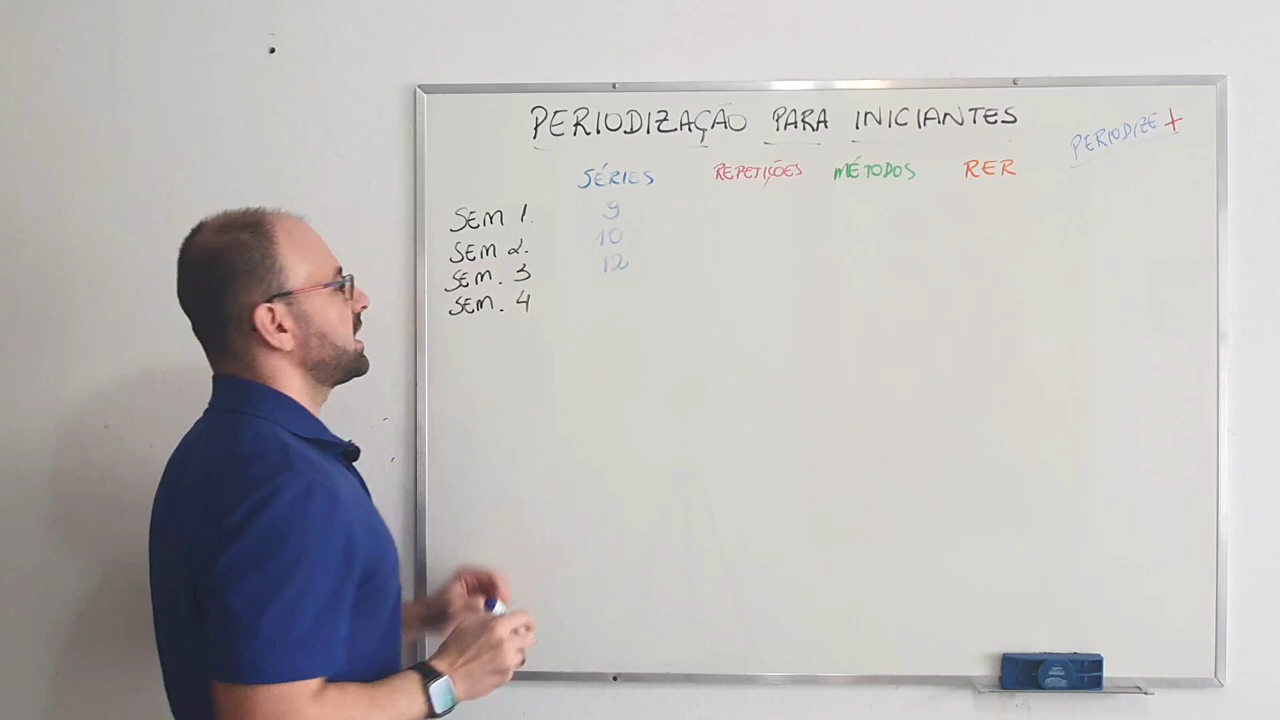 PERIODIZAÇÃO PARA INICIANTES
PERIODIZE +
SÉRIES REPETIÇÕES MÉTODOS RER
SEM 1. 9
SEM 2. 10
SEM. 3 12
SEM. 4